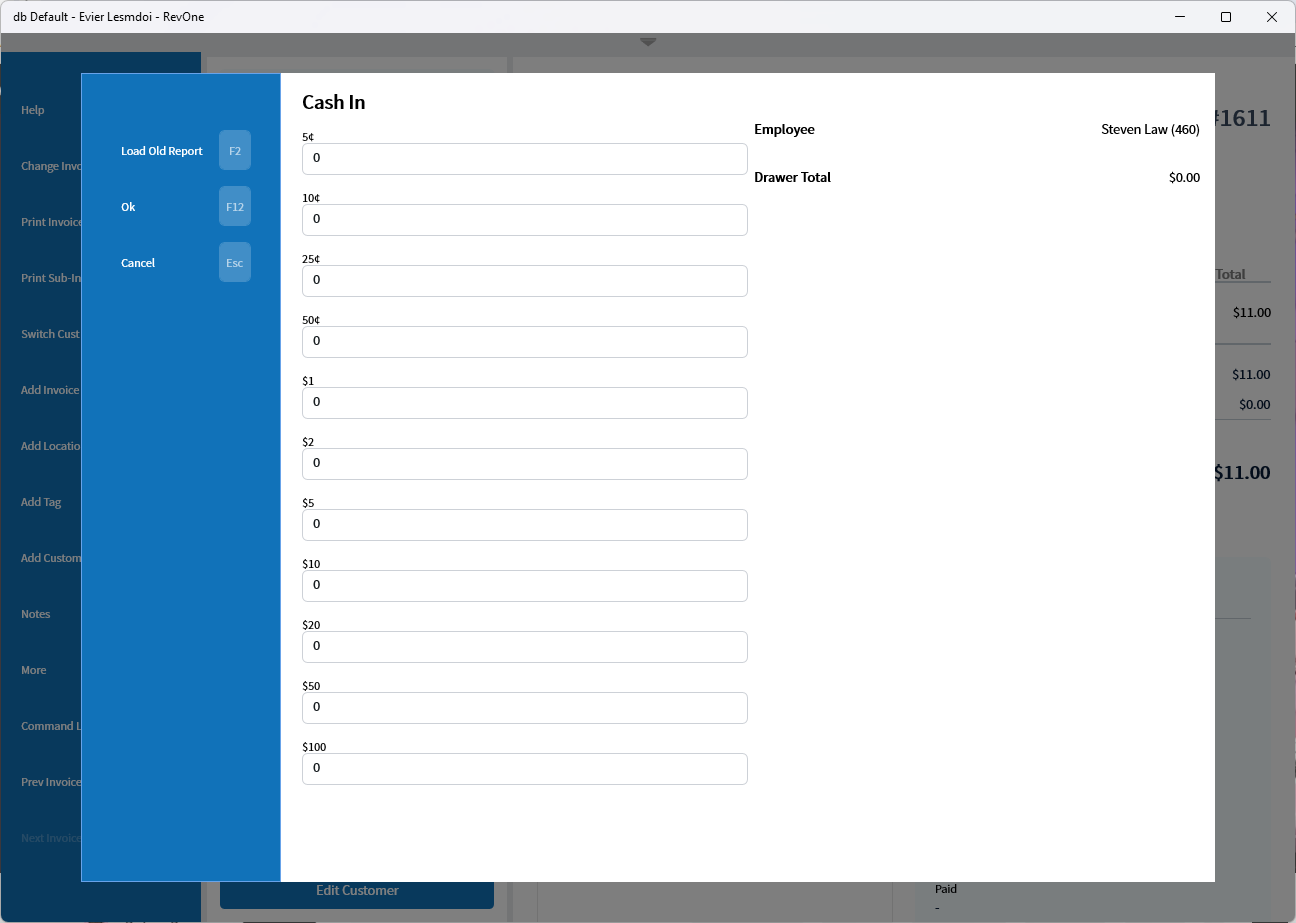 db Default - Evier Lesmdoi - RevOne
Help
Change Invo
Print Invoice
Print Sub-In
Switch Cust
Add Invoice
Add Locatio
Add Tag
Add Custom
Notes
More
Command L
Prev Invoice
Next Invoice
Load Old Report F2
Ok F12
Cancel Esc
Cash In
5¢
0
10¢
0
25¢
0
50¢
0
$1
0
$2
0
$5
0
$10
0
$20
0
$50
0
$100
0
Employee Steven Law (460)
Drawer Total $0.00
#1611
Total
$11.00
$11.00
$0.00
$11.00
Edit Customer
Paid
-